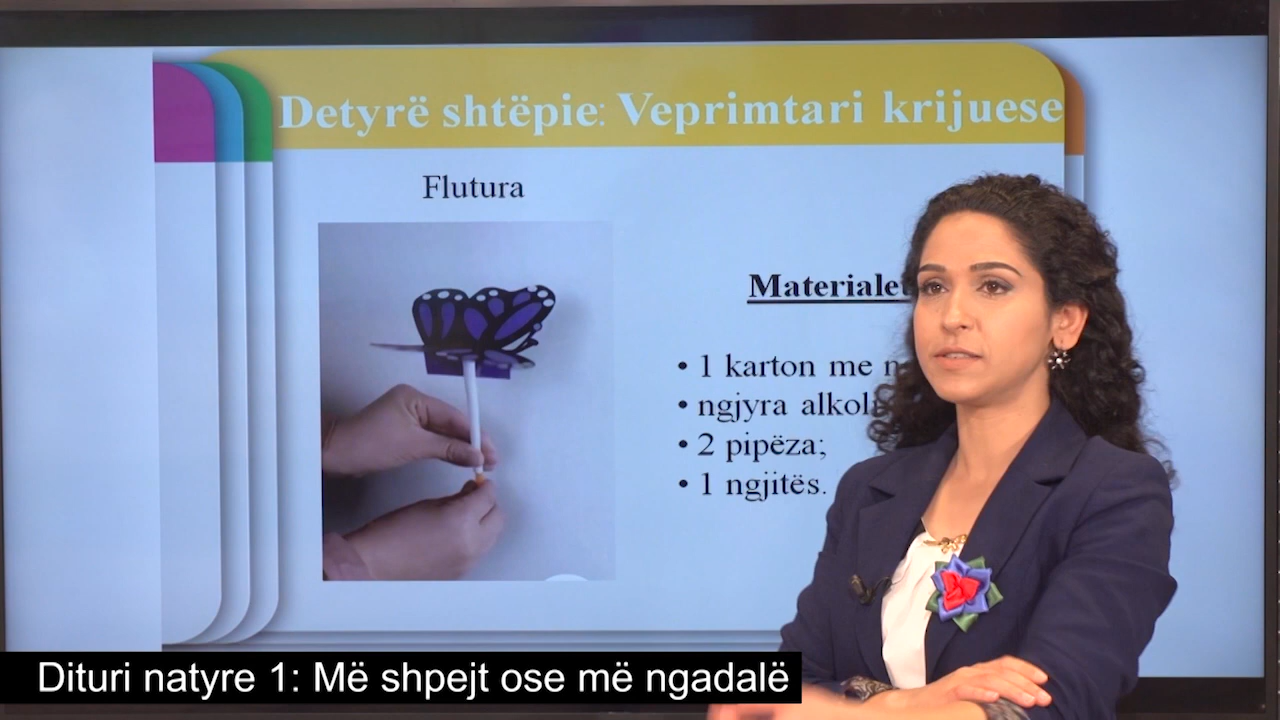 Detyrë shtëpie: Veprimtari krijuese
Flutura
Materialet
• 1 karton me
• ngjyra
• 2 pipëza;
• 1 ngjitës.
Dituri natyre 1: Më shpejt ose më ngadalë